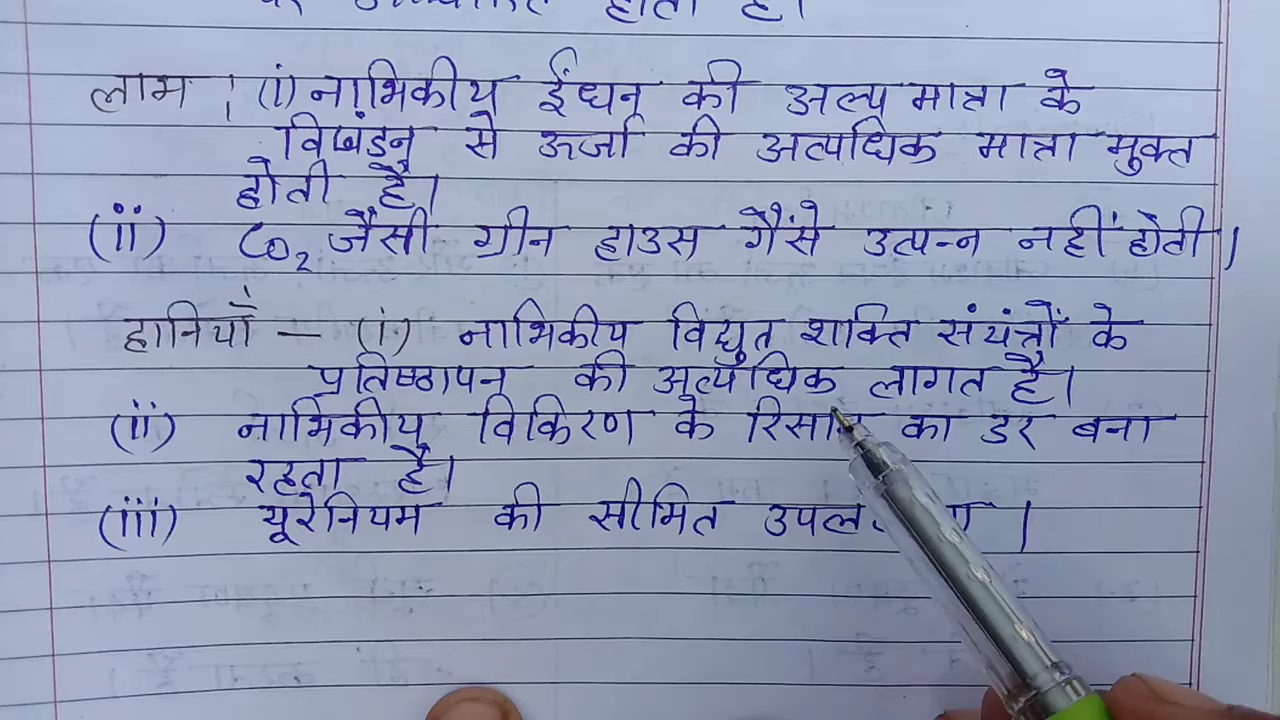 होता है।
लाभ : (i) नाभिकीय ईंधन की अल्प मात्रा के
विखंडन से ऊर्जा की अत्यधिक मात्रा मुक्त
होती है।
(ii) CO₂ जैसी ग्रीन हाउस गैंसे उत्पन्न नहीं होती।
हानियाँ – (i) नाभिकीय विद्युत शक्ति संयंत्रों के
प्रतिष्ठापन की अत्यधिक लागत है।
(ii) नाभिकीय विकिरण के का डर बना
रहता है।
(iii) यूरेनियम की सीमित ।